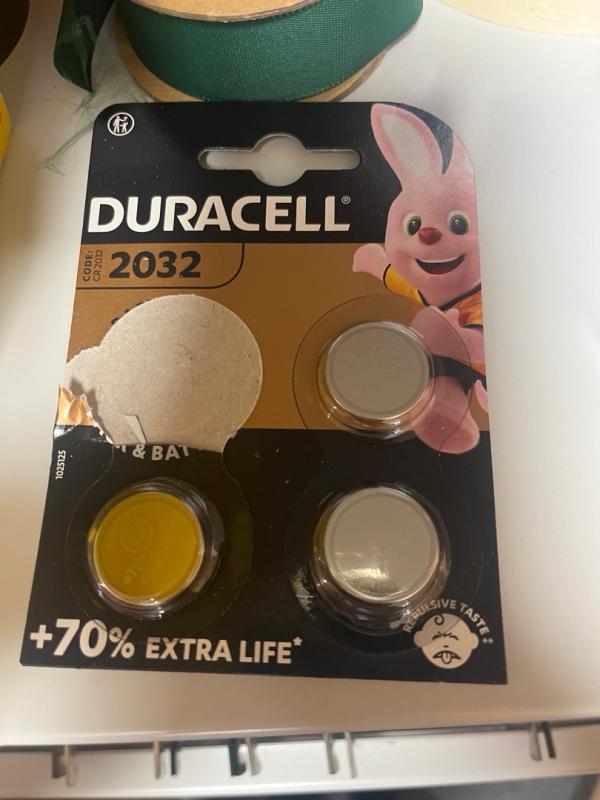 DURACELL®
CODE:
CR 2032
2032
& BAT
1025125
+70% EXTRA LIFE*
REPULSIVE TASTE**